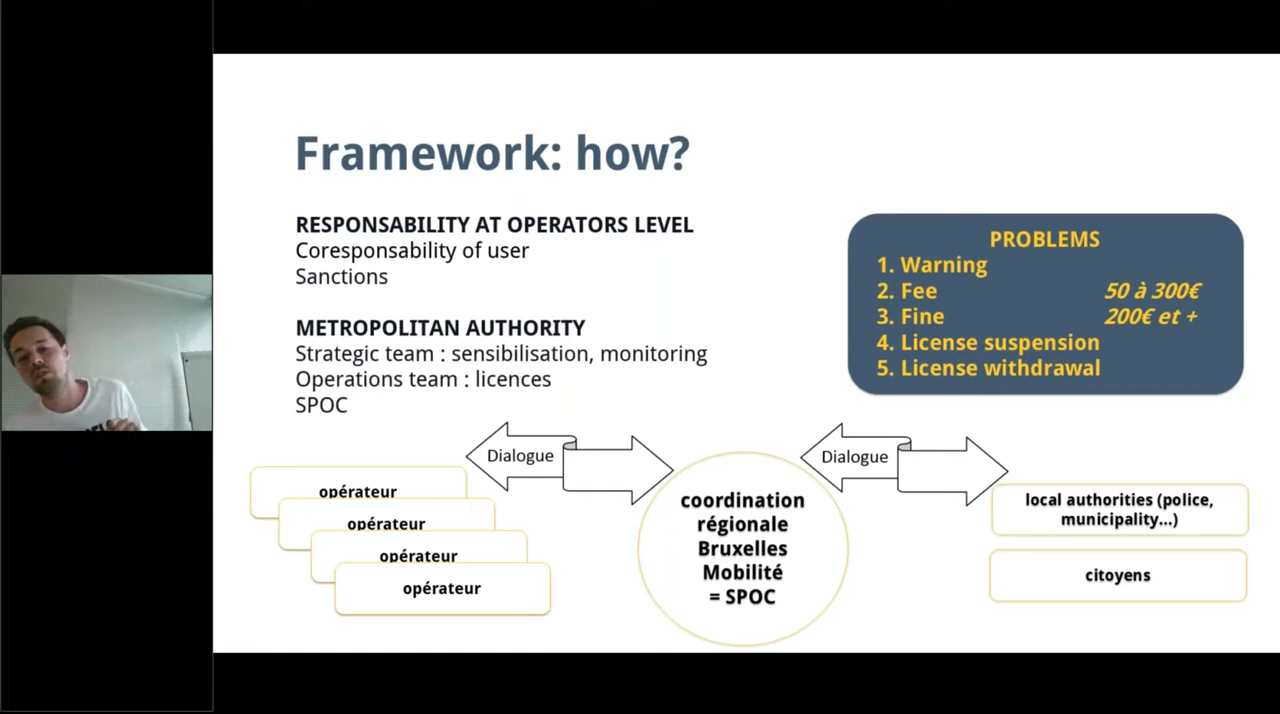 Framework: how?
RESPONSABILITY AT OPERATORS LEVEL
Coresponsability of user
Sanctions
METROPOLITAN AUTHORITY
Strategic team : sensibilisation, monitoring
Operations team : licences
SPOC
PROBLEMS
1. Warning
2. Fee 50 à 300€
3. Fine 200€ et +
4. License suspension
5. License withdrawal
Dialogue
Dialogue
opérateur
opérateur
opérateur
opérateur
coordination
régionale
Bruxelles
Mobilité
= SPOC
local authorities (police,
municipality...)
citoyens